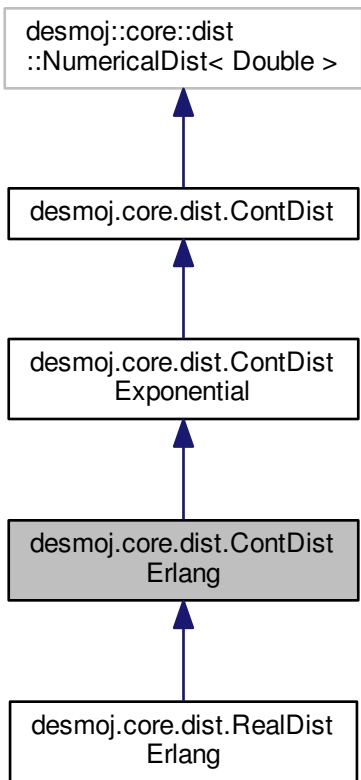 desmoj::core::dist
::NumericalDist< Double >
desmoj.core.dist.ContDist
desmoj.core.dist.ContDist
Exponential
desmoj.core.dist.ContDist
Erlang
desmoj.core.dist.RealDist
Erlang